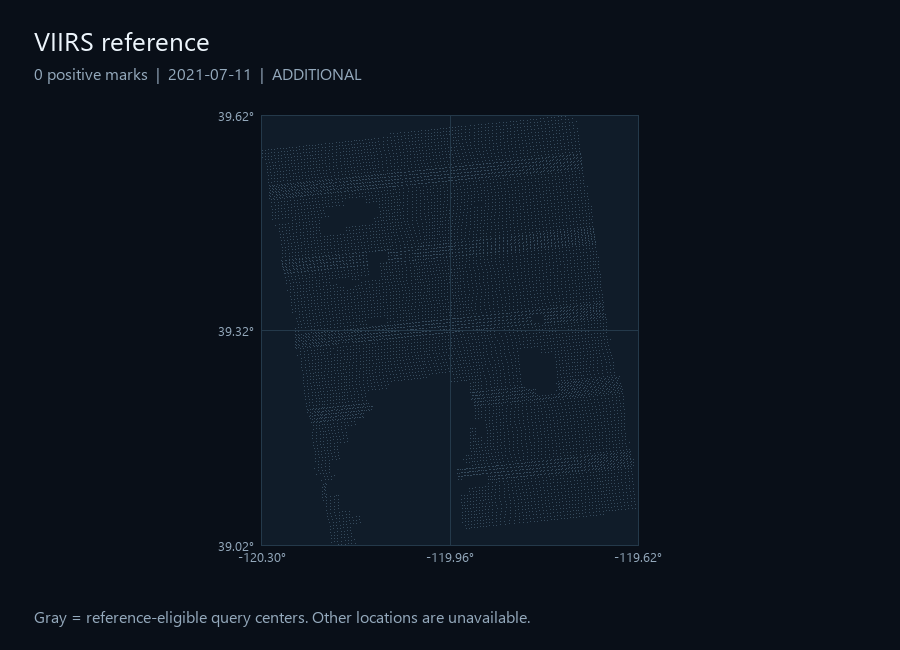 VIIRS reference
0 positive marks | 2021-07-11 | ADDITIONAL
39.62°
39.32°
39.02°
-120.30° -119.96° -119.62°
Gray = reference-eligible query centers. Other locations are unavailable.